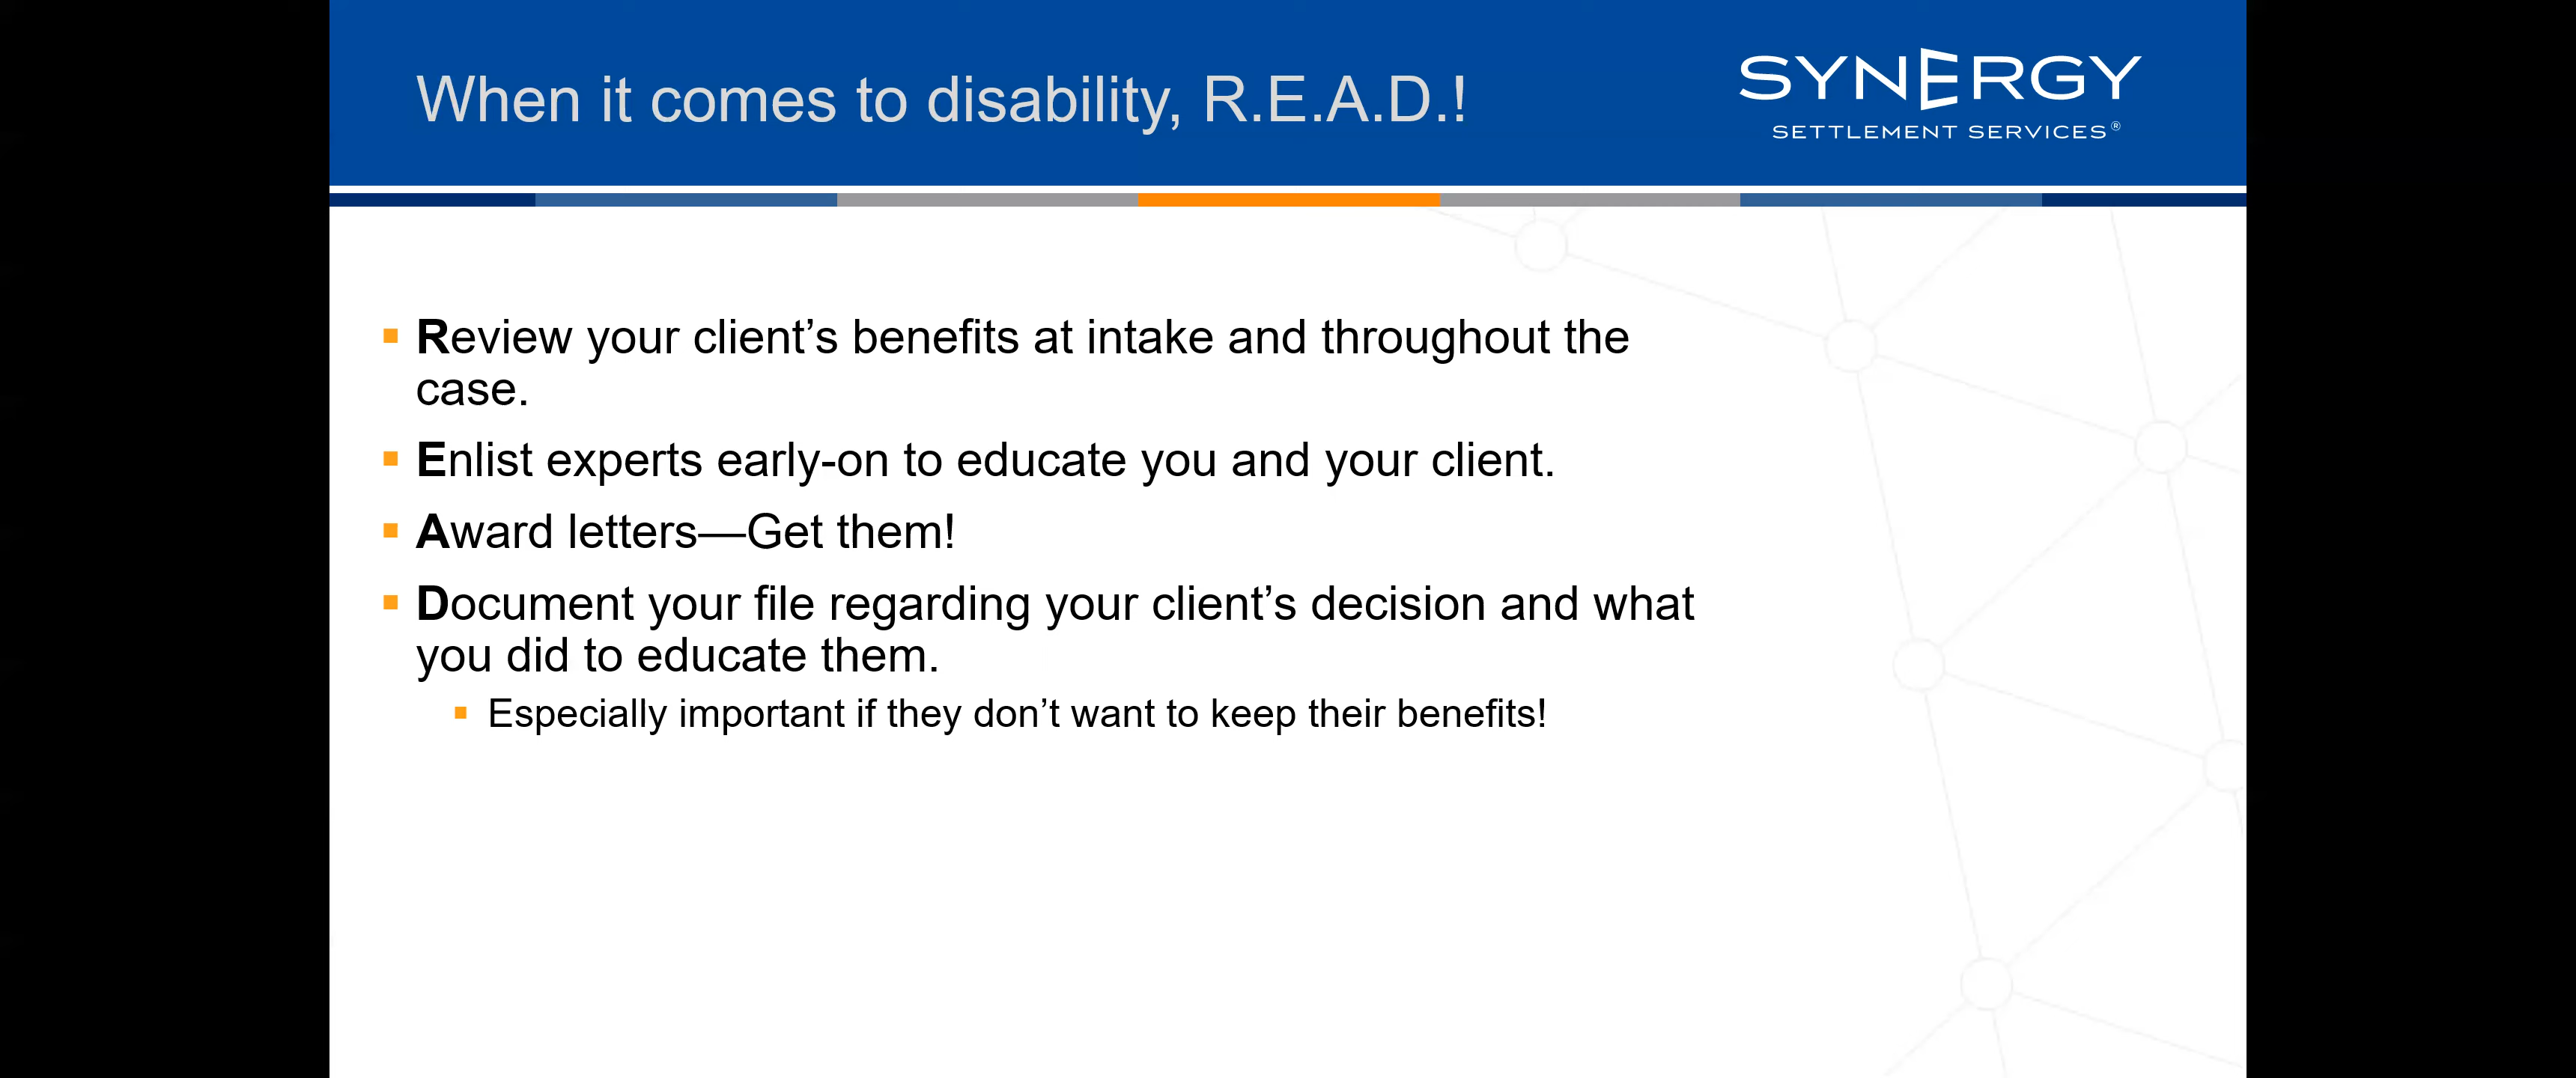 When it comes to disability, R.E.A.D.!
SYNERGY
SETTLEMENT SERVICES®
Review your client’s benefits at intake and throughout the
case.
Enlist experts early-on to educate you and your client.
Award letters—Get them!
Document your file regarding your client’s decision and what
you did to educate them.
Especially important if they don’t want to keep their benefits!